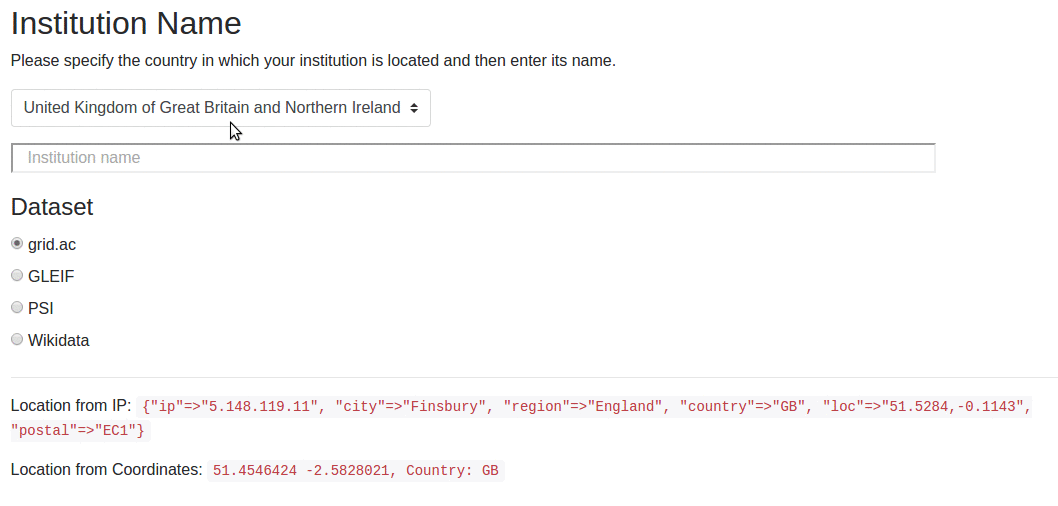 Institution Name
Please specify the country in which your institution is located and then enter its name.
United Kingdom of Great Britain and Northern Ireland
Institution name
Dataset
grid.ac
GLEIF
PSI
Wikidata
Location from IP: {"ip"=>"5.148.119.11", "city"=>"Finsbury", "region"=>"England", "country"=>"GB", "loc"=>"51.5284,-0.1143",
"postal"=>"EC1"}
Location from Coordinates: 51.4546424 -2.5828021, Country: GB